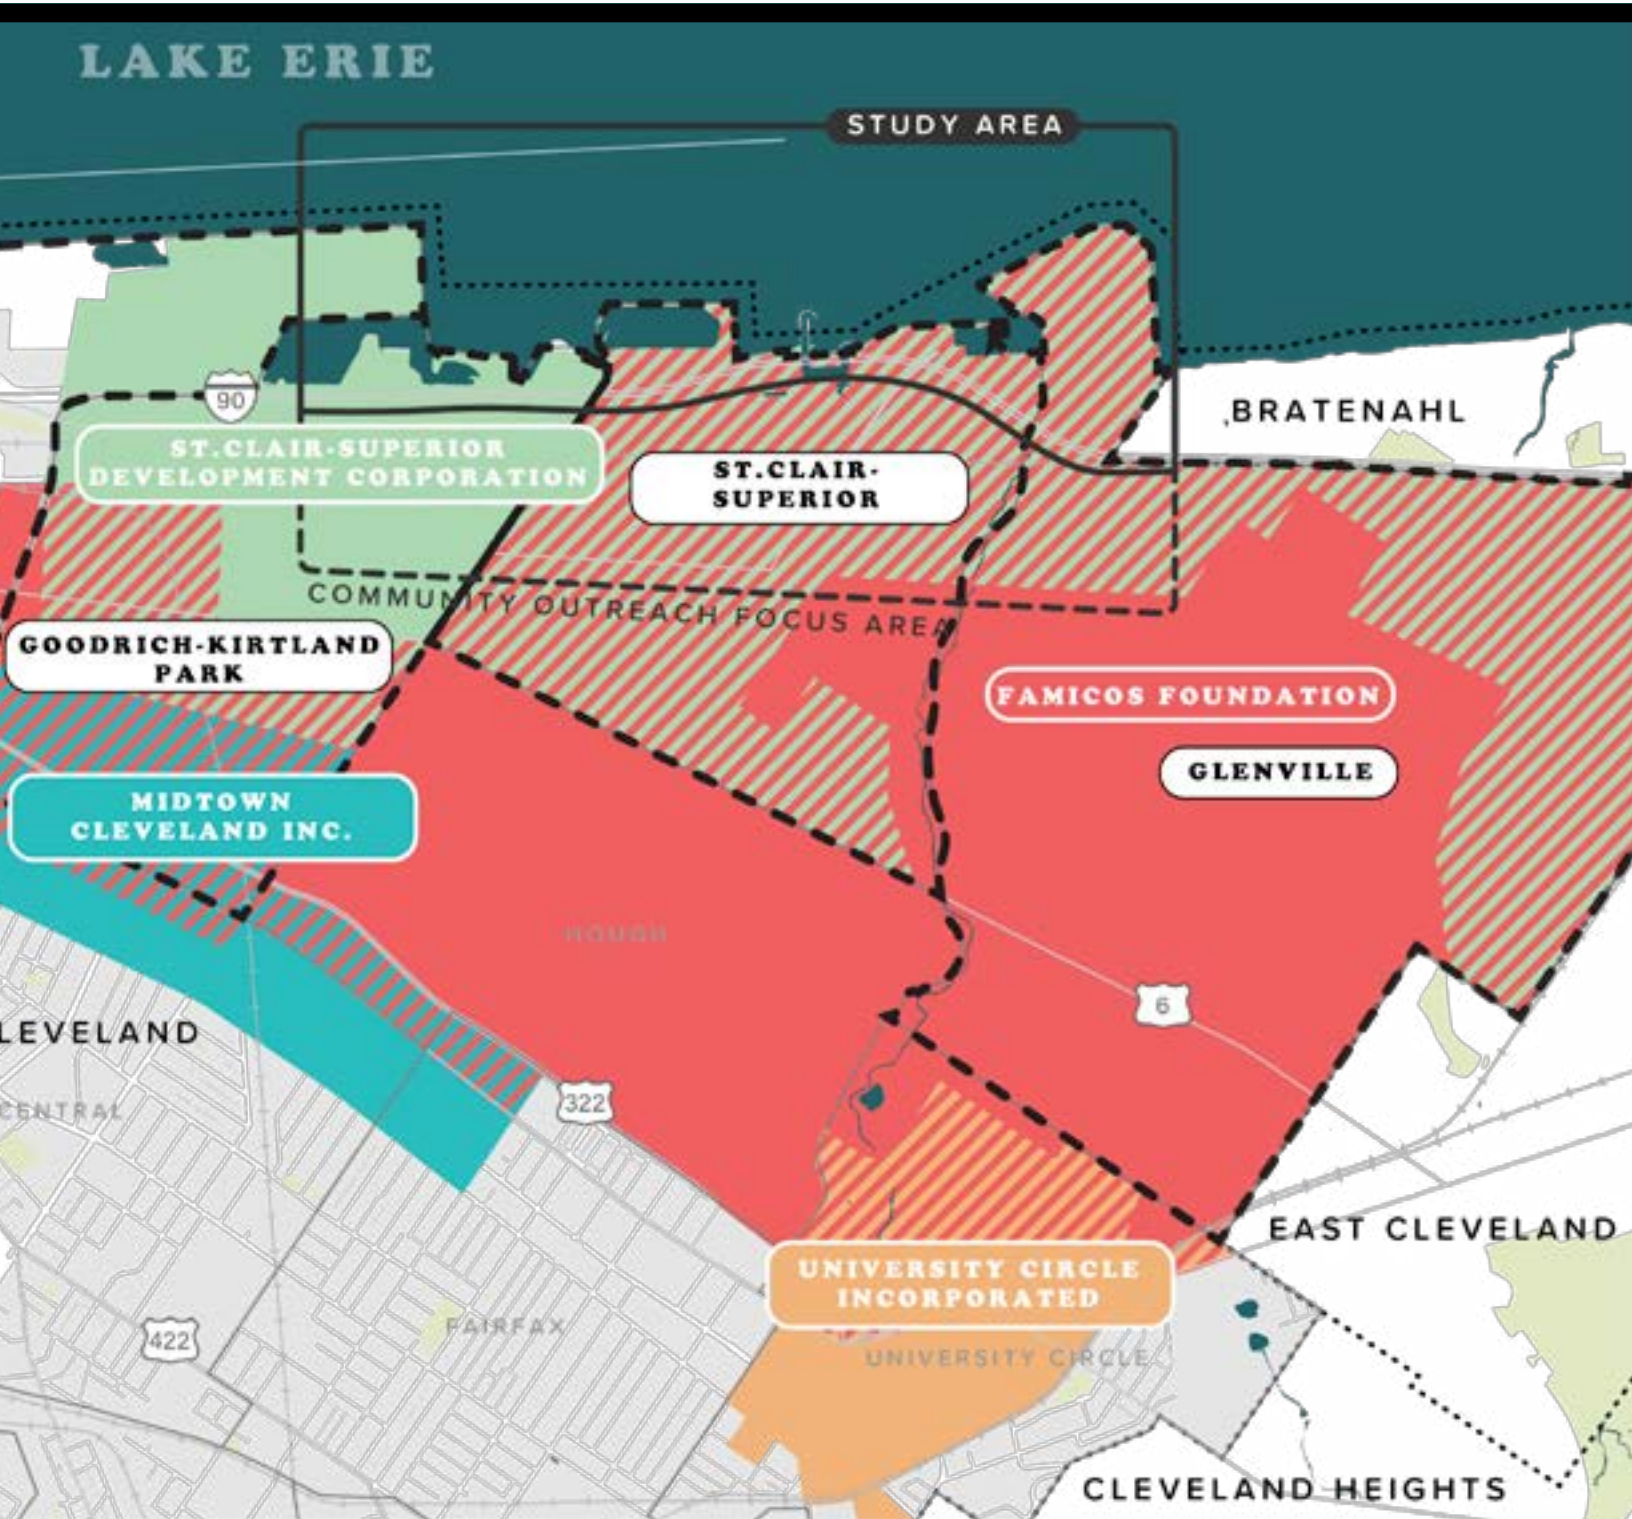 LAKE ERIE
STUDY AREA
90
BRATENAHL
ST.CLAIR-SUPERIOR
DEVELOPMENT CORPORATION
ST.CLAIR-
SUPERIOR
COMMUNITY OUTREACH FOCUS AREA
GOODRICH-KIRTLAND
PARK
FAMICOS FOUNDATION
GLENVILLE
MIDTOWN
CLEVELAND INC.
HOUGH
6
LEVELAND
CENTRAL
322
EAST CLEVELAND
UNIVERSITY CIRCLE
INCORPORATED
422
FAIRFAX
UNIVERSITY CIRCLE
CLEVELAND HEIGHTS